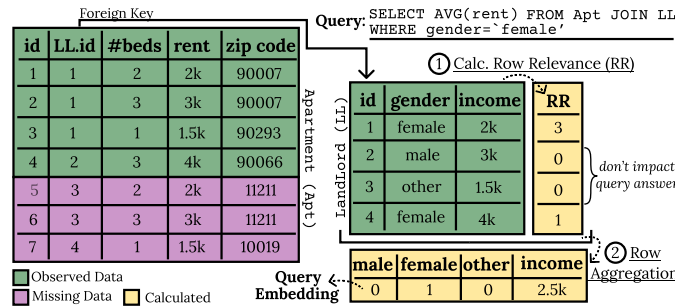 Foreign Key
Query: SELECT AVG(rent) FROM Apt JOIN LL
WHERE gender=`female’
id LL.id #beds rent zip code
1 1 2 2k 90007
2 1 3 3k 90007
3 1 1 1.5k 90293
4 2 3 4k 90066
5 3 2 2k 11211
6 3 3 3k 11211
7 4 1 1.5k 10019
Apartment (Apt)
1 Calc. Row Relevance (RR)
LandLord (LL)
id gender income RR
1 female 2k 3
2 male 3k 0
3 other 1.5k 0
4 female 4k 1
don't impact
query answer
2 Row
Aggregation
male female other income
0 1 0 2.5k
Query
Embedding
Observed Data
Missing Data
Calculated